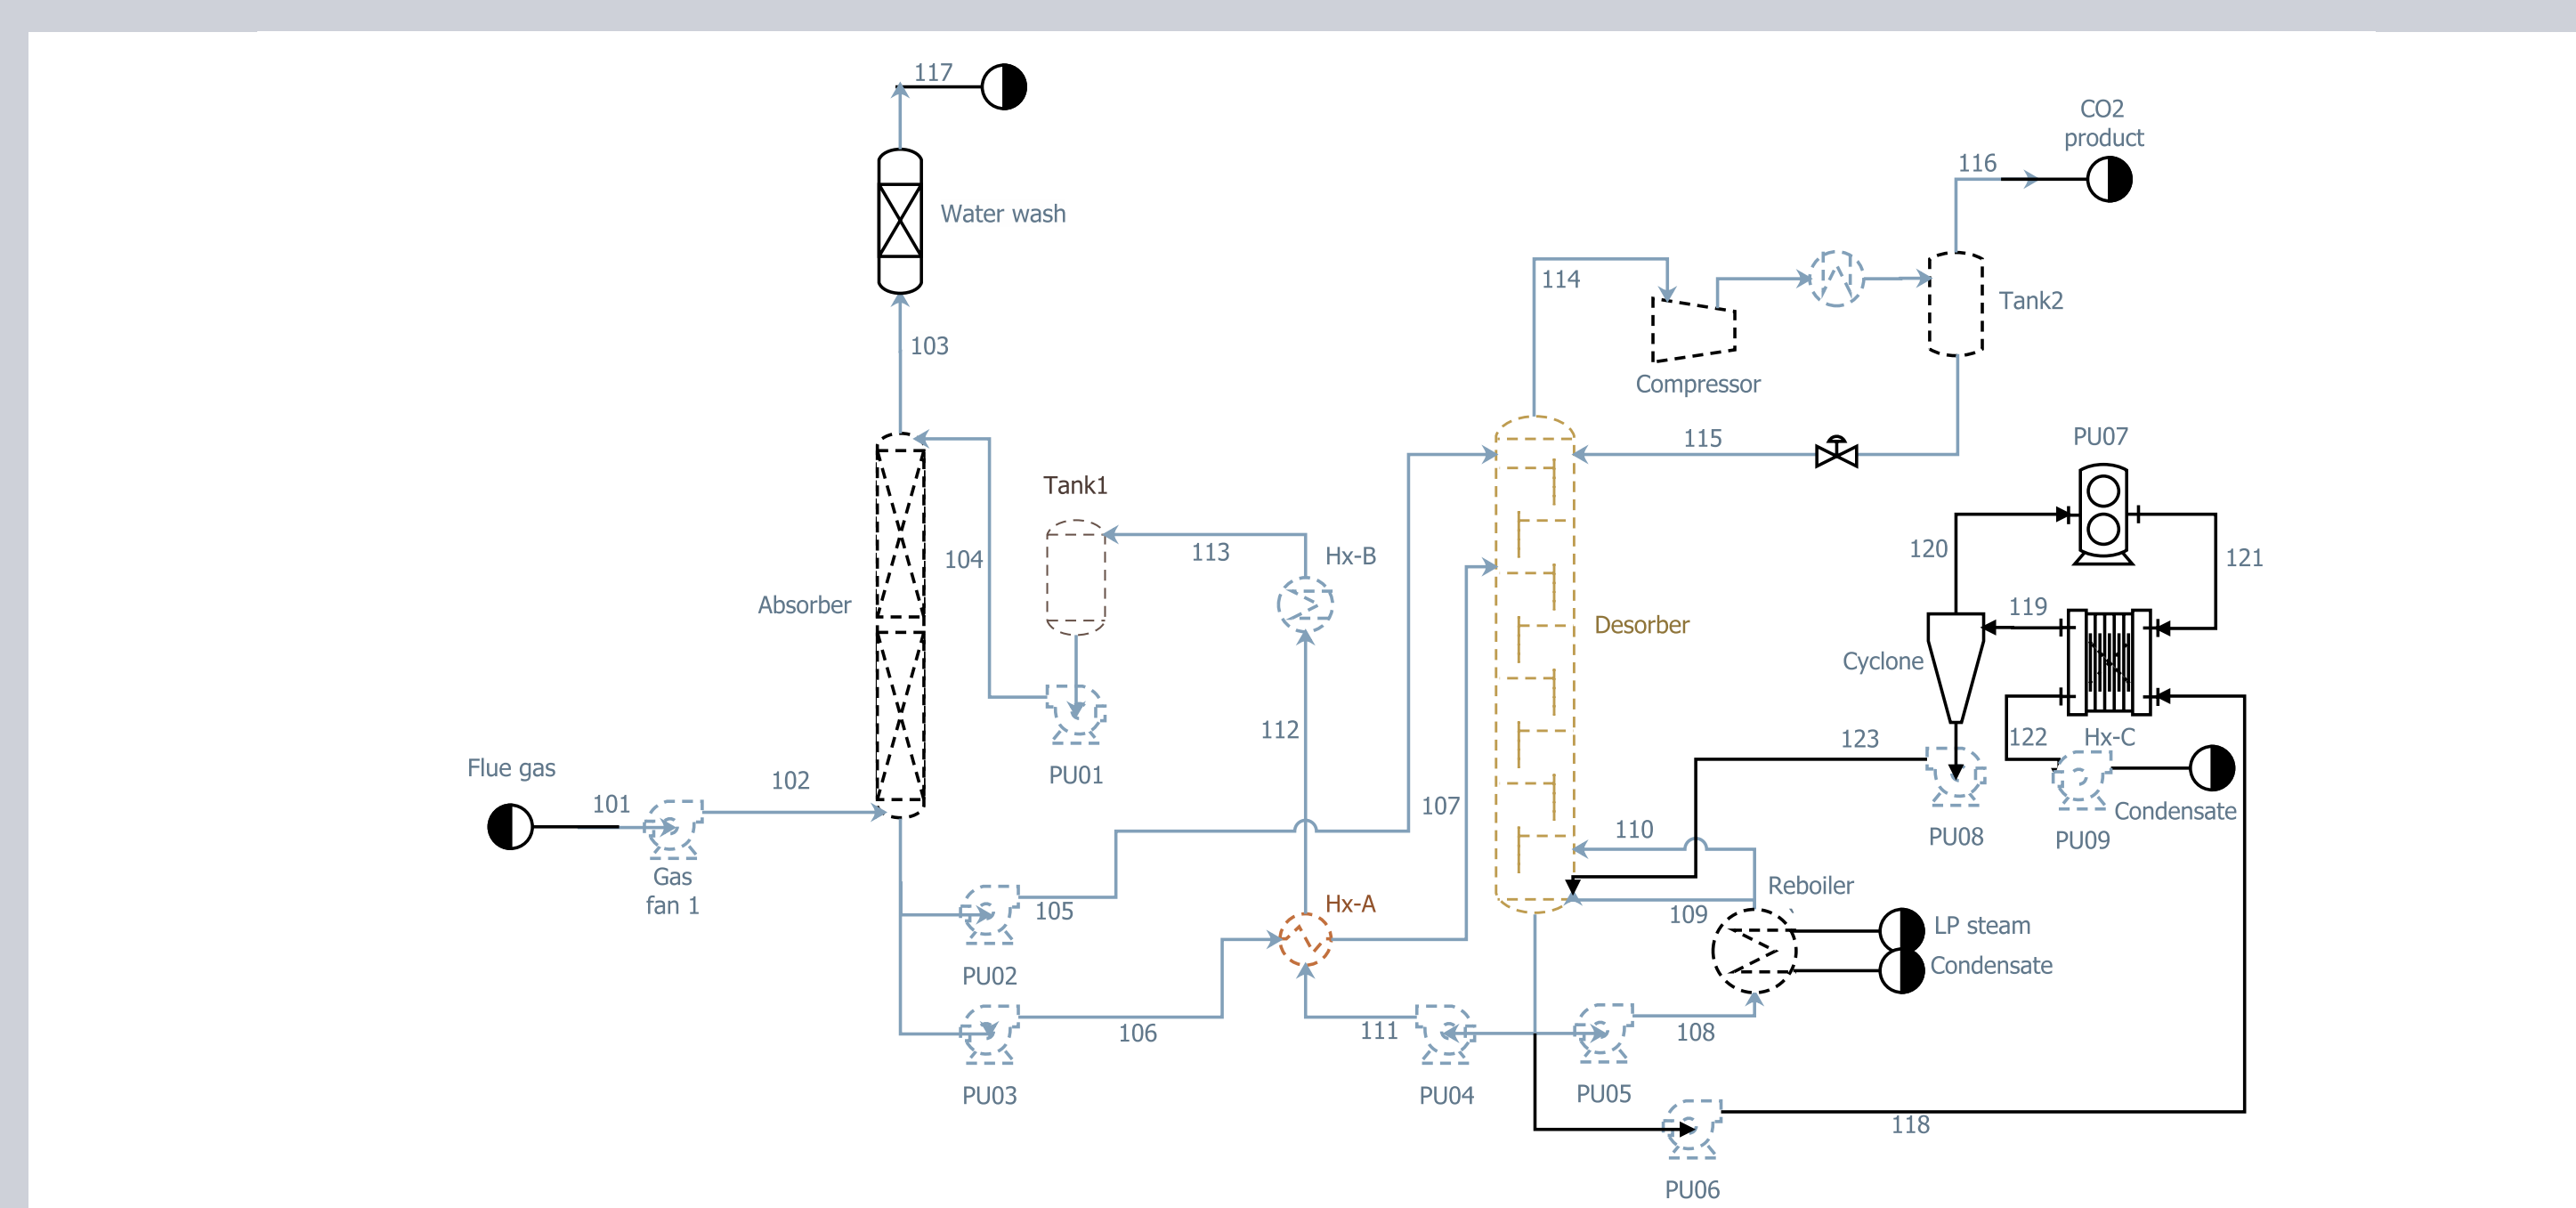 117
CO2
product
116
Water wash
114
Tank2
103
Compressor
PU07
115
Tank1
104
113
Hx-B
120
121
Absorber
119
Desorber
Cyclone
112
123
122
Hx-C
Flue gas
101
102
PU01
107
110
PU08
PU09
Condensate
Gas
fan 1
105
Hx-A
109
Reboiler
LP steam
Condensate
PU02
106
111
108
PU03
PU04
PU05
118
PU06